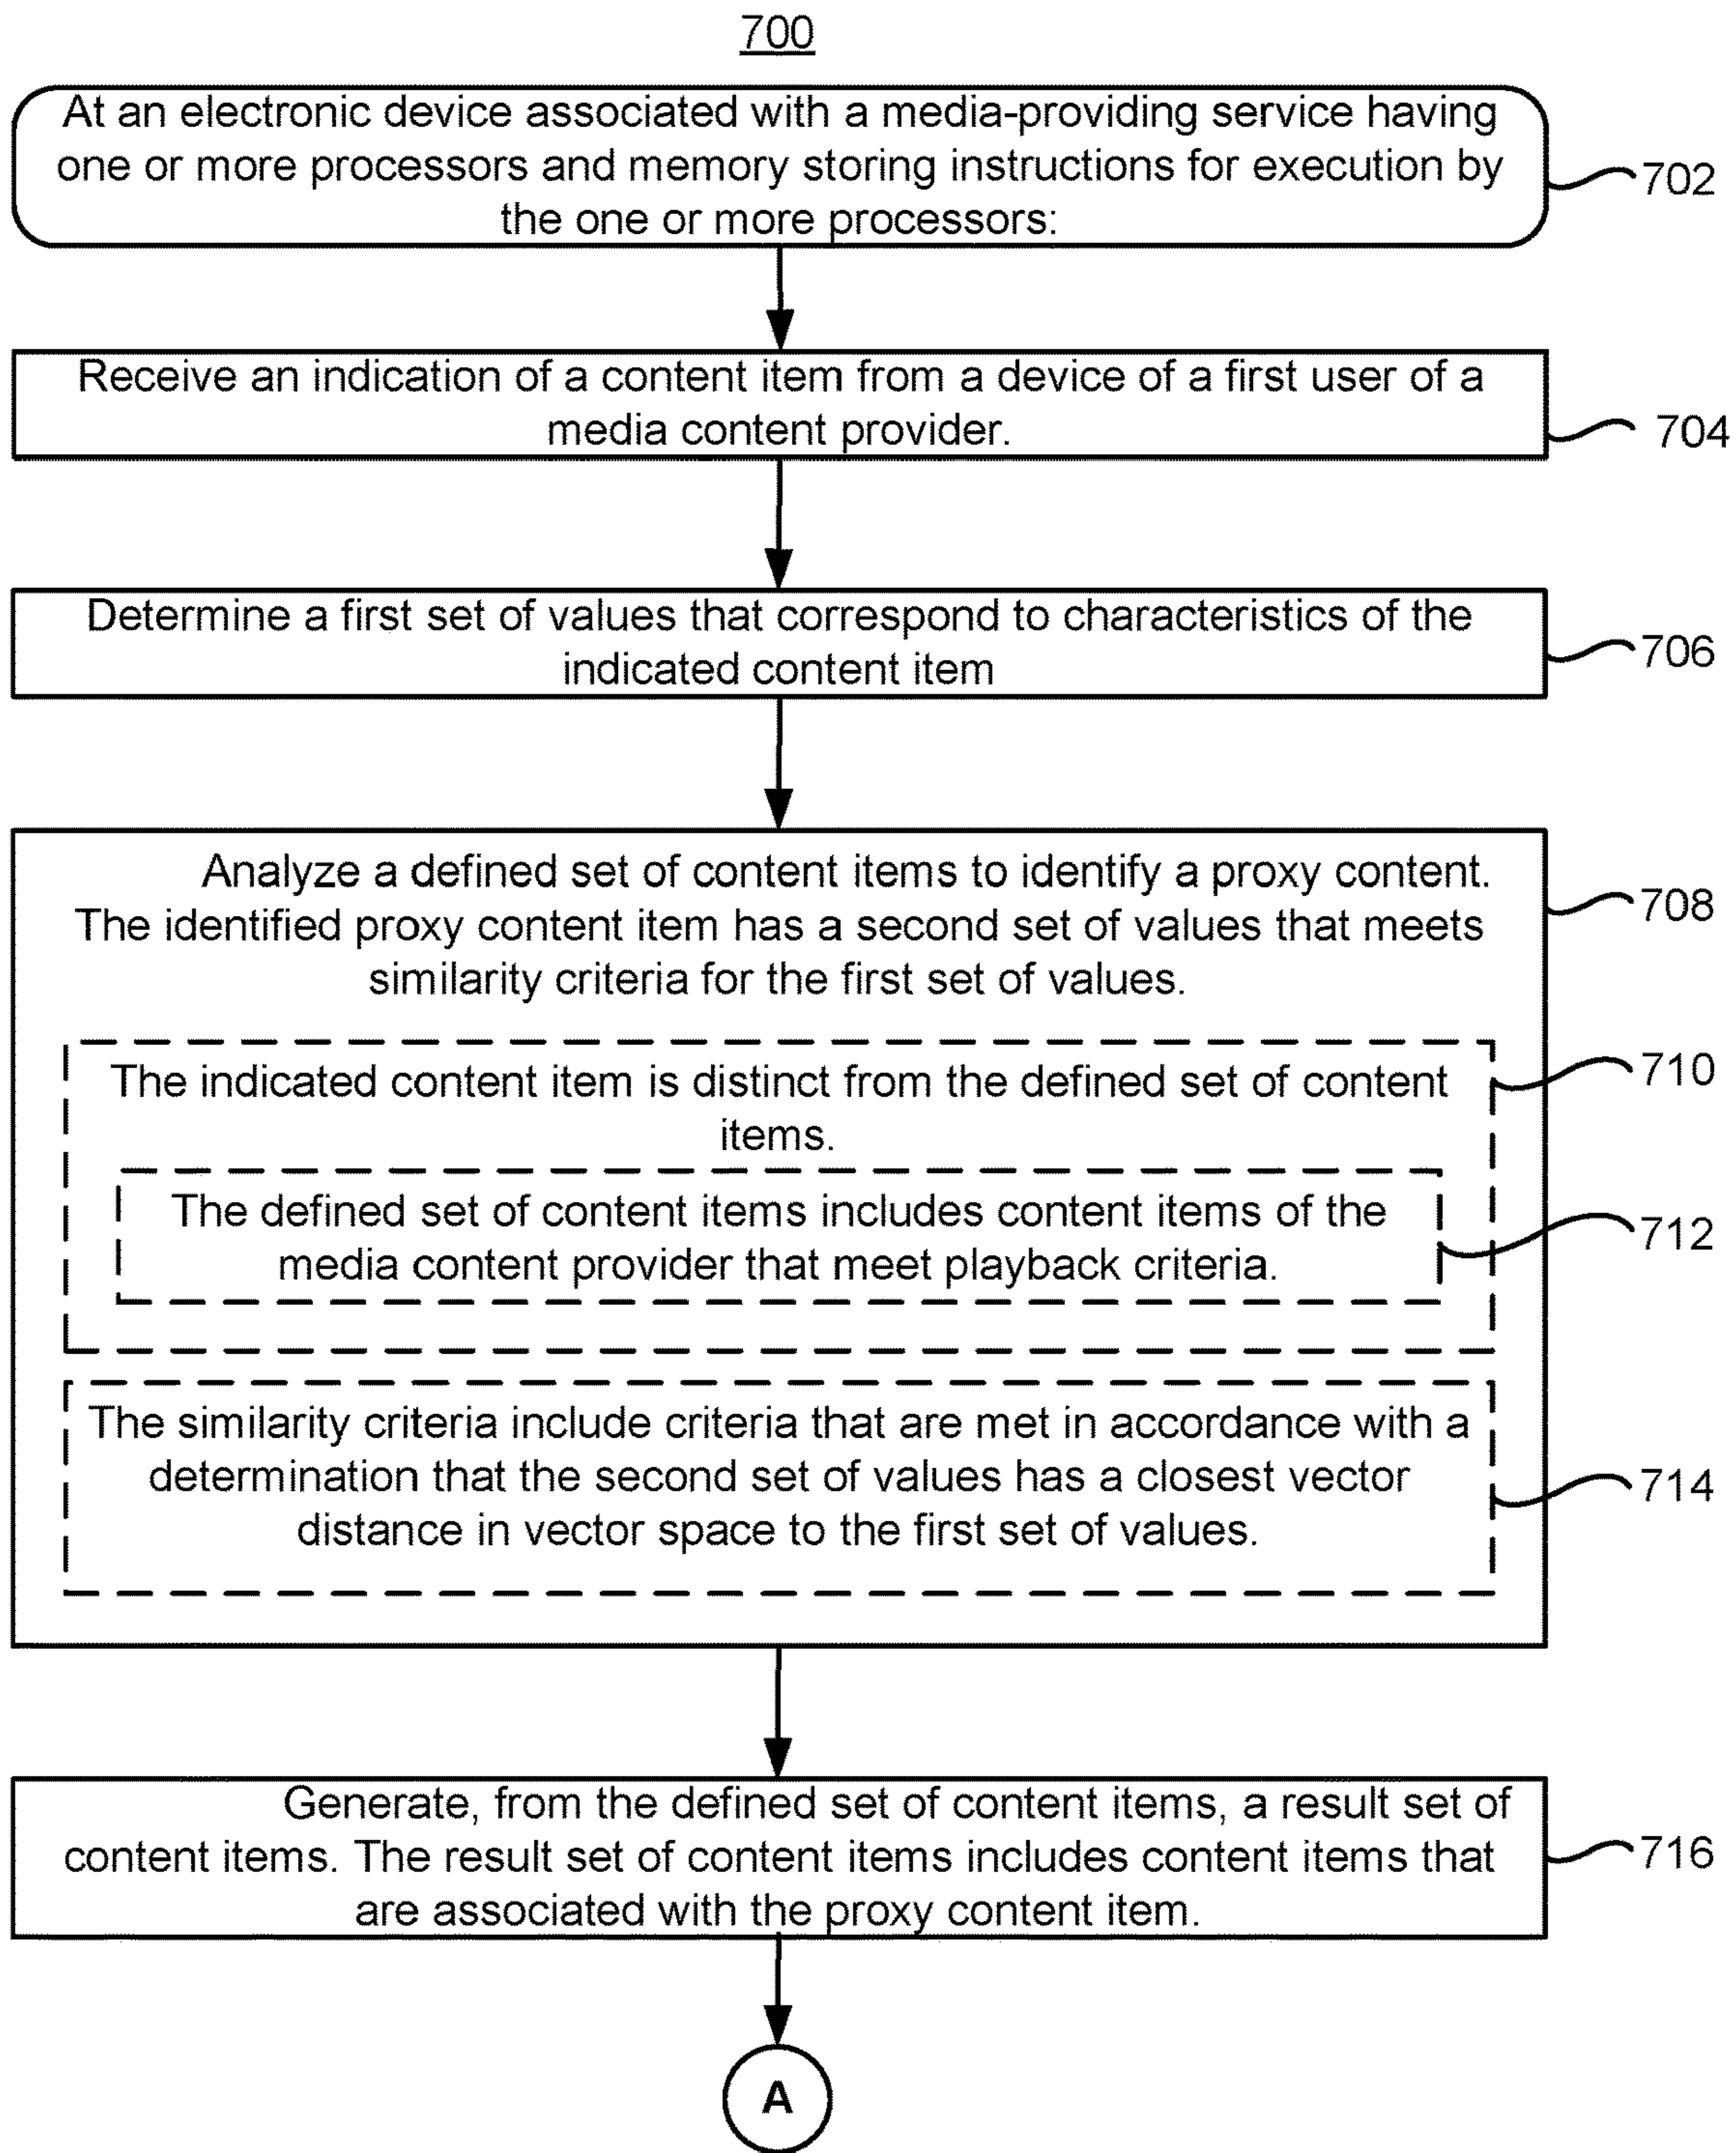 700
At an electronic device associated with a media-providing service having
one or more processors and memory storing instructions for execution by
the one or more processors:
702
Receive an indication of a content item from a device of a first user of a
media content provider.
704
Determine a first set of values that correspond to characteristics of the
indicated content item
706
Analyze a defined set of content items to identify a proxy content.
The identified proxy content item has a second set of values that meets
similarity criteria for the first set of values.
708
The indicated content item is distinct from the defined set of content
items.
710
The defined set of content items includes content items of the
media content provider that meet playback criteria.
712
The similarity criteria include criteria that are met in accordance with a
determination that the second set of values has a closest vector
distance in vector space to the first set of values.
714
Generate, from the defined set of content items, a result set of
content items. The result set of content items includes content items that
are associated with the proxy content item.
716
A